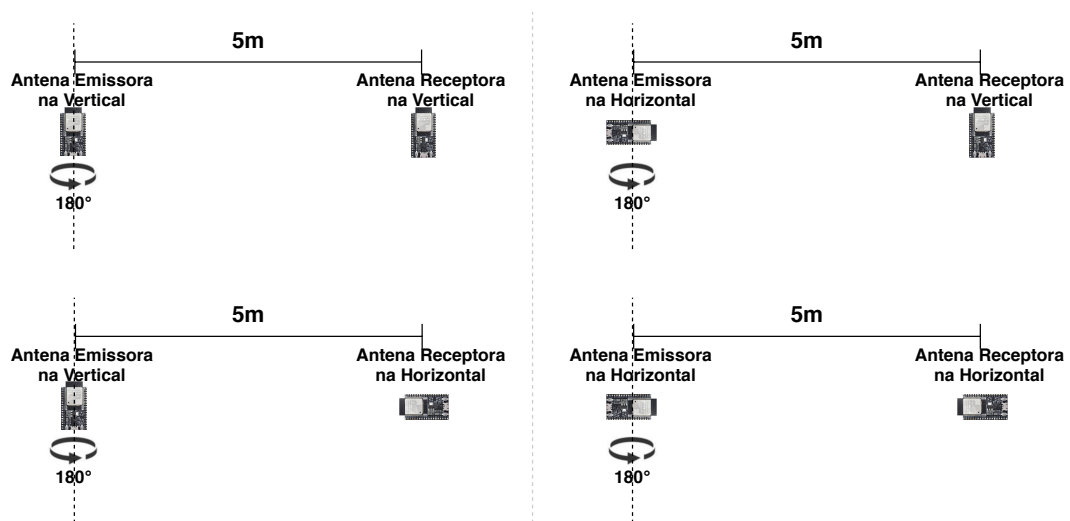 5m
Antena Emissora
na Vertical
Antena Receptora
na Vertical
180°
5m
Antena Emissora
na Horizontal
Antena Receptora
na Vertical
180°
5m
Antena Emissora
na Vertical
Antena Receptora
na Horizontal
180°
5m
Antena Emissora
na Horizontal
Antena Receptora
na Horizontal
180°